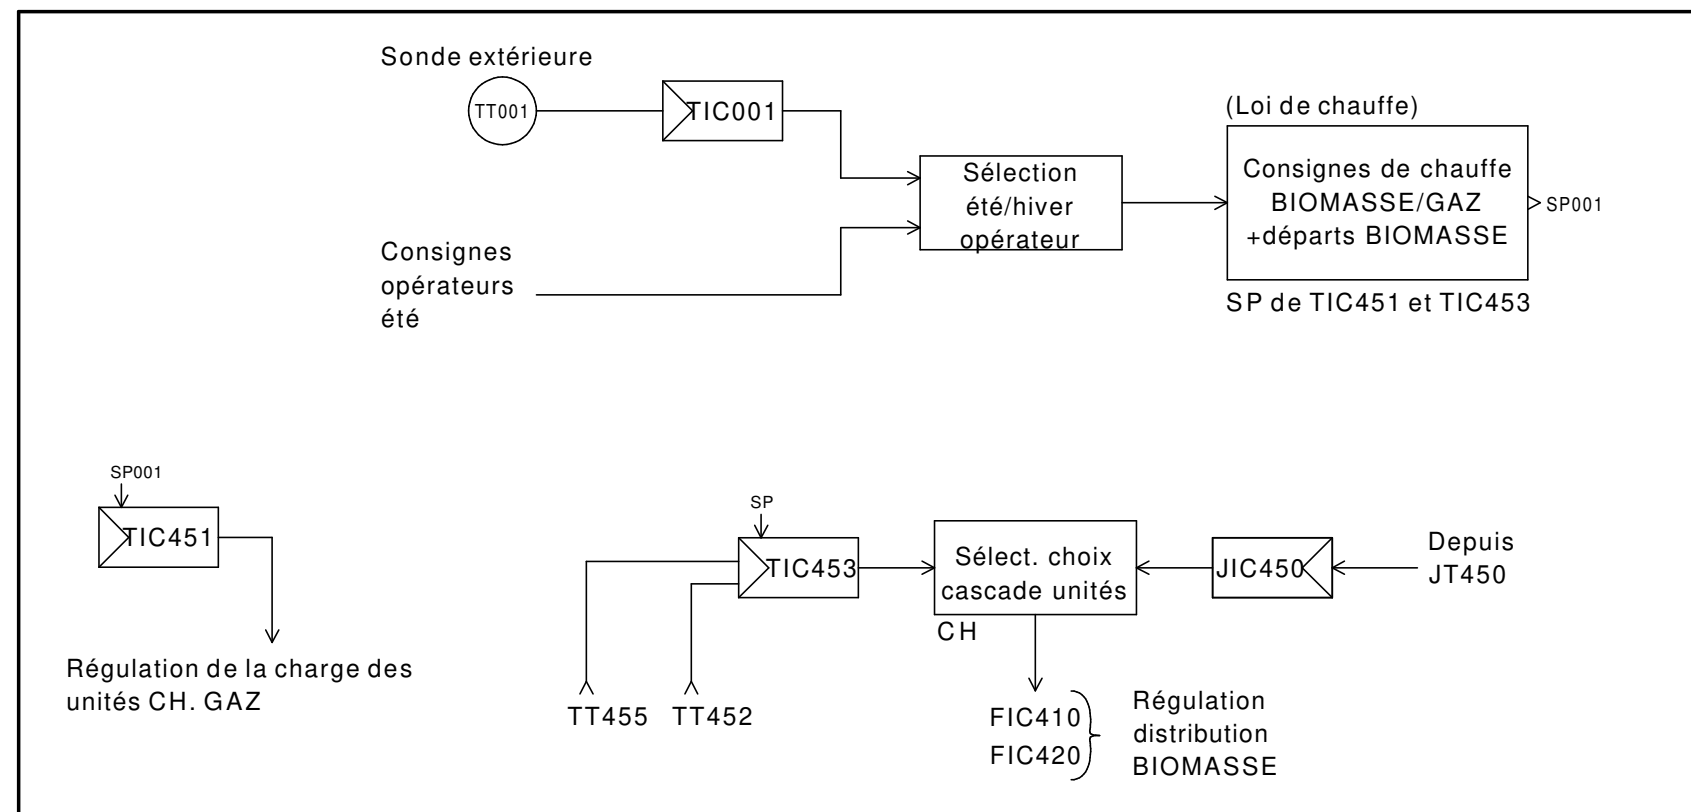 Sonde extérieure
TT001
TIC001
Consignes
opérateurs
été
Sélection
été/hiver
opérateur
(Loi de chauffe)
Consignes de chauffe
BIOMASSE/GAZ
+départs BIOMASSE
SP001
SP de TIC451 et TIC453
SP001
TIC451
Régulation de la charge des
unités CH. GAZ
SP
TIC453
TT455
TT452
Sélect. choix
cascade unités
CH
JIC450
Depuis
JT450
FIC410
FIC420
Régulation
distribution
BIOMASSE